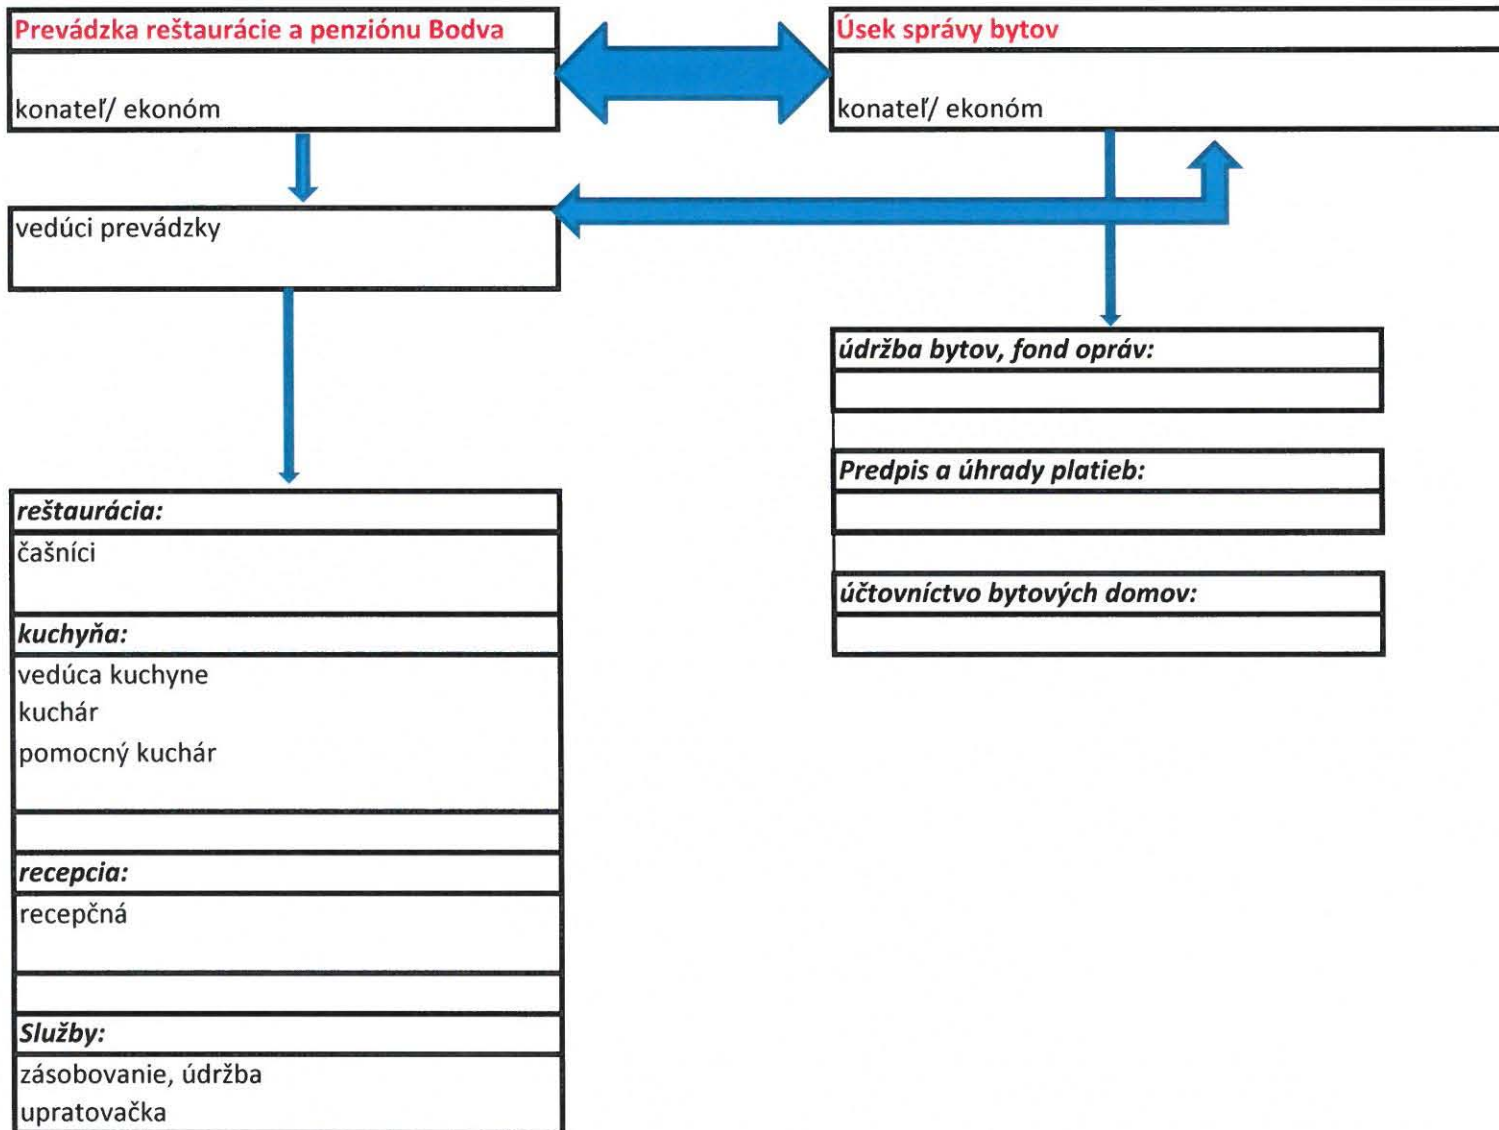 Prevádzka reštaurácie a penziónu Bodva
konateľ/ ekonóm
vedúci prevádzky
reštaurácia:
čašníci
kuchyňa:
vedúca kuchyne
kuchár
pomocný kuchár
recepcia:
recepčná
Služby:
zásobovanie, údržba
upratovačka
Úsek správy bytov
konateľ/ ekonóm
údržba bytov, fond opráv:
Predpis a úhrady platieb:
účtovníctvo bytových domov: